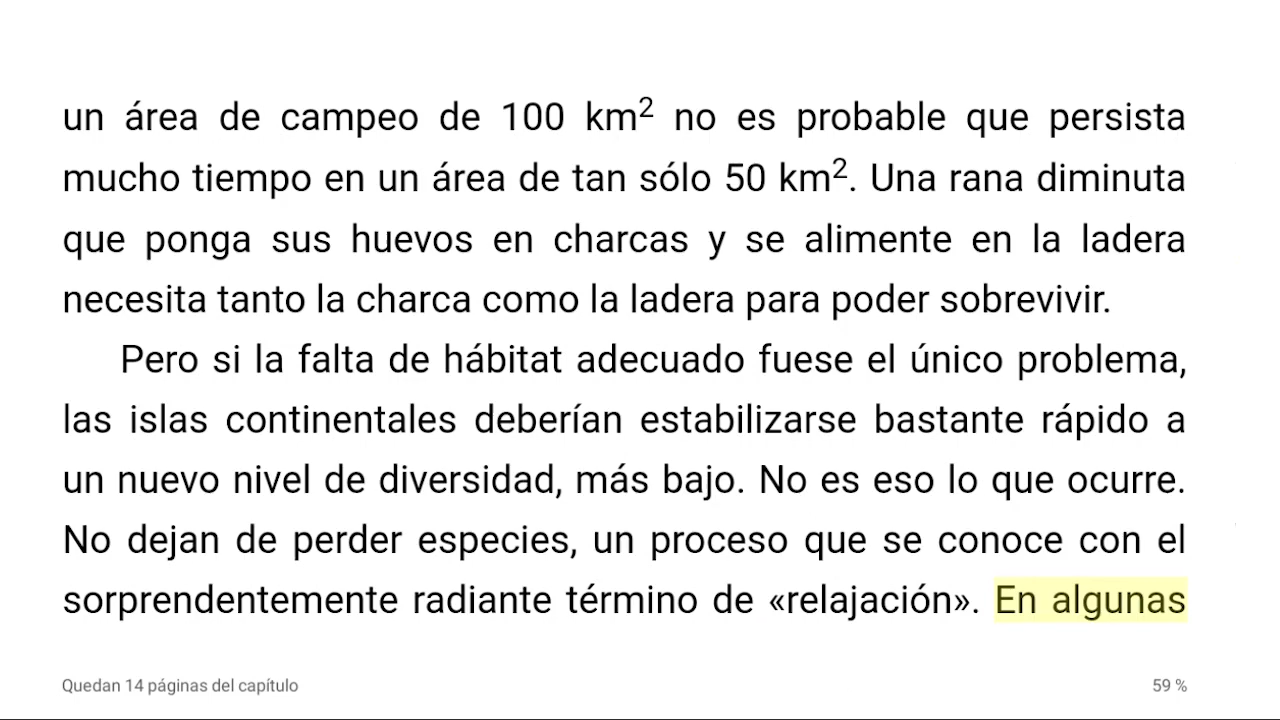 un área de campeo de 100 km² no es probable que persista
mucho tiempo en un área de tan sólo 50 km². Una rana diminuta
que ponga sus huevos en charcas y se alimente en la ladera
necesita tanto la charca como la ladera para poder sobrevivir.
Pero si la falta de hábitat adecuado fuese el único problema,
las islas continentales deberían estabilizarse bastante rápido a
un nuevo nivel de diversidad, más bajo. No es eso lo que ocurre.
No dejan de perder especies, un proceso que se conoce con el
sorprendentemente radiante término de «relajación». En algunas
Quedan 14 páginas del capítulo
59 %